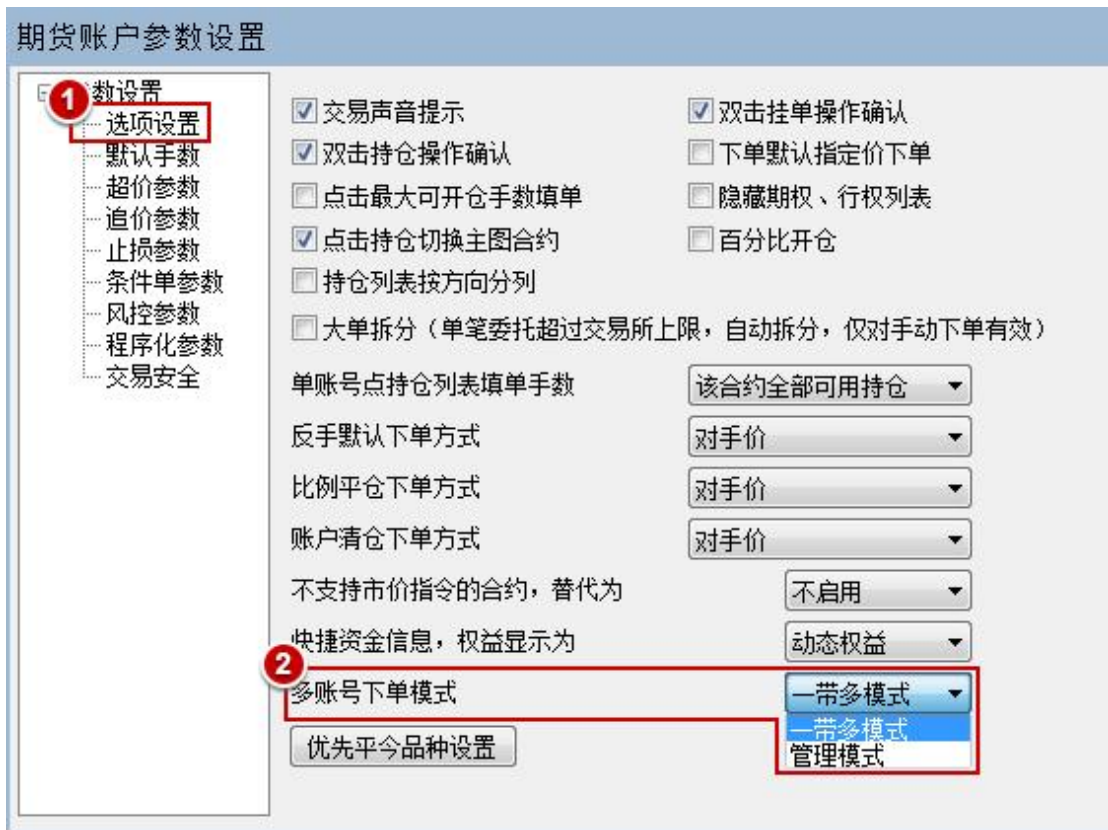 期货账户参数设置
1
数设置
选项设置
默认手数
超价参数
追价参数
止损参数
条件单参数
风控参数
程序化参数
交易安全
交易声音提示 双击挂单操作确认
双击持仓操作确认 下单默认指定价下单
点击最大可开仓手数填单 隐藏期权、行权列表
点击持仓切换主图合约 百分比开仓
持仓列表按方向分列
大单拆分（单笔委托超过交易所上限，自动拆分，仅对手动下单有效）
单账号点持仓列表填单手数 该合约全部可用持仓
反手默认下单方式 对手价
比例平仓下单方式 对手价
账户清仓下单方式 对手价
不支持市价指令的合约，替代为 不启用
快捷资金信息，权益显示为 动态权益
2
多账号下单模式 一带多模式
一带多模式
管理模式
优先平今品种设置